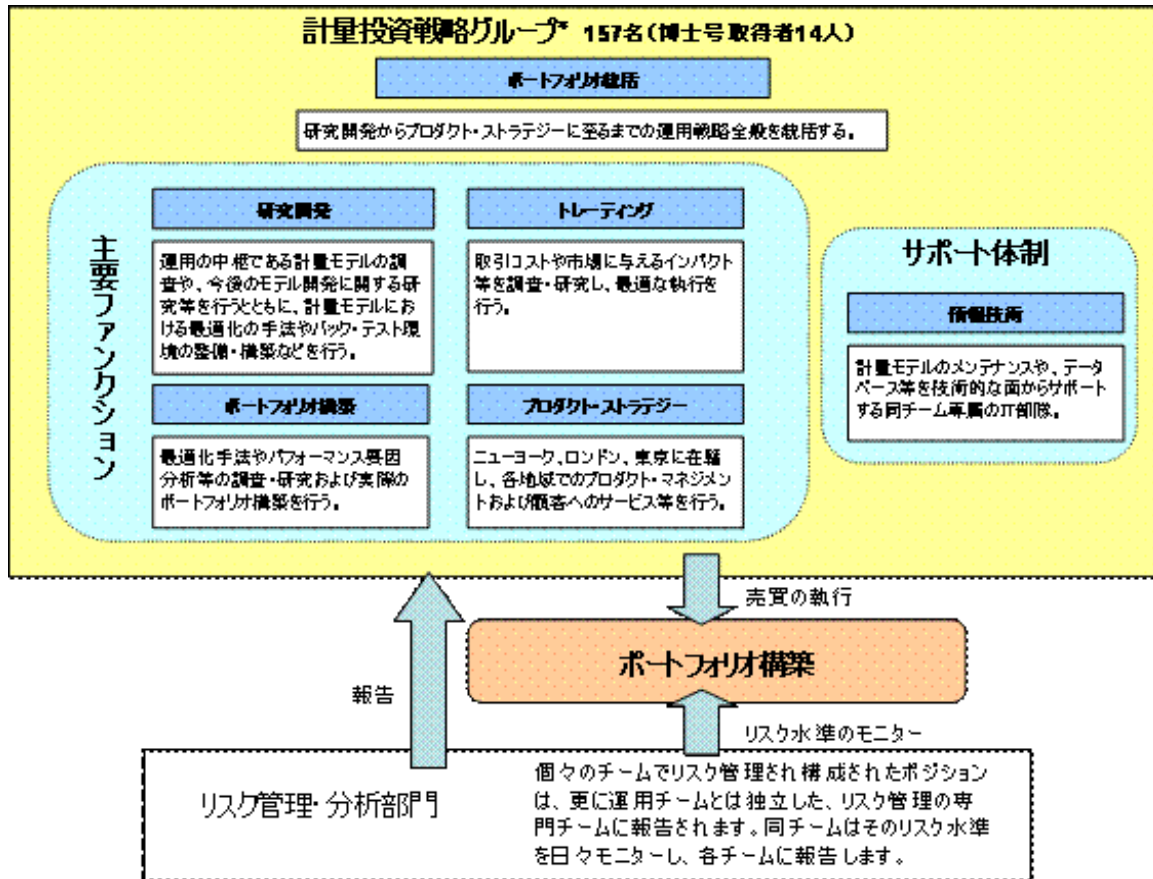 計量投資戦略グループ* 157名(博士号取得者14人)
ポートフォリオ統括
研究開発からプロダクト・ストラテジーに至るまでの運用戦略全般を統括する。
主要ファンクション
研究開発
運用の中枢である計量モデルの調
査や、今後のモデル開発に関する研
究等を行うとともに、計量モデルにお
ける最適化の手法やバック・テスト環
境の整備・構築などを行う。
トレーディング
取引コストや市場に与えるインパクト
等を調査・研究し、最適な執行を
行う。
ポートフォリオ構築
最適化手法やパフォーマンス要因
分析等の調査・研究および実際の
ポートフォリオ構築を行う。
プロダクト・ストラテジー
ニューヨーク、ロンドン、東京に在籍
し、各地域でのプロダクト・マネジメン
トおよび顧客へのサービス等を行う。
サポート体制
情報技術
計量モデルのメンテナンスや、データ
ベース等を技術的な面からサポート
する同チーム専属のIT部隊。
売買の執行
ポートフォリオ構築
報告
リスク水準のモニター
リスク管理・分析部門
個々のチームでリスク管理され構成されたポジション
は、更に運用チームとは独立した、リスク管理の専
門チームに報告されます。同チームはそのリスク水準
を日々モニターし、各チームに報告します。